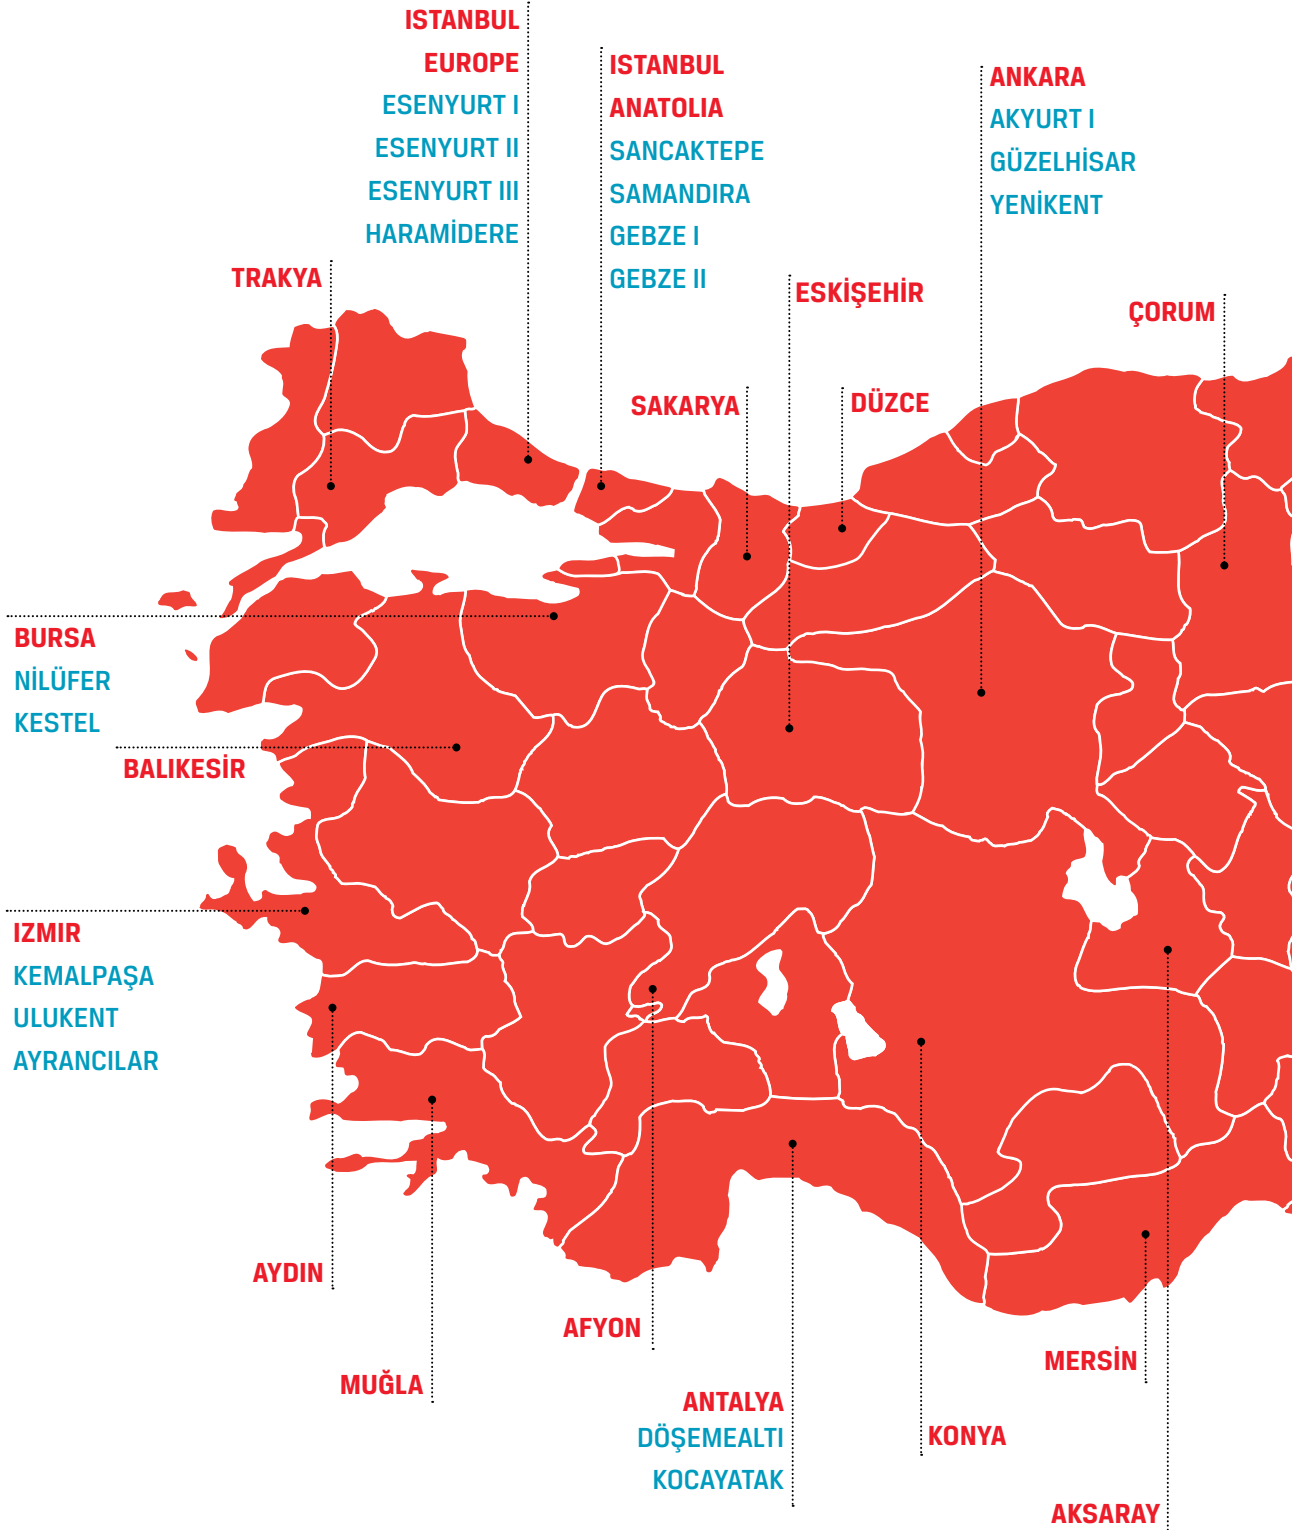 ISTANBUL
EUROPE
ESENYURT I
ESENYURT II
ESENYURT III
HARAMİDERE
ISTANBUL
ANATOLIA
SANCAKTEPE
SAMANDIRA
GEBZE I
GEBZE II
ANKARA
AKYURT I
GÜZELHİSAR
YENİKENT
TRAKYA
ESKİŞEHİR
ÇORUM
SAKARYA
DÜZCE
BURSA
NİLÜFER
KESTEL
BALIKESİR
IZMIR
KEMALPAŞA
ULUKENT
AYRANCILAR
AYDIN
AFYON
MUĞLA
MERSİN
ANTALYA
DÖŞEMEALTI
KOCAYATAK
KONYA
AKSARAY